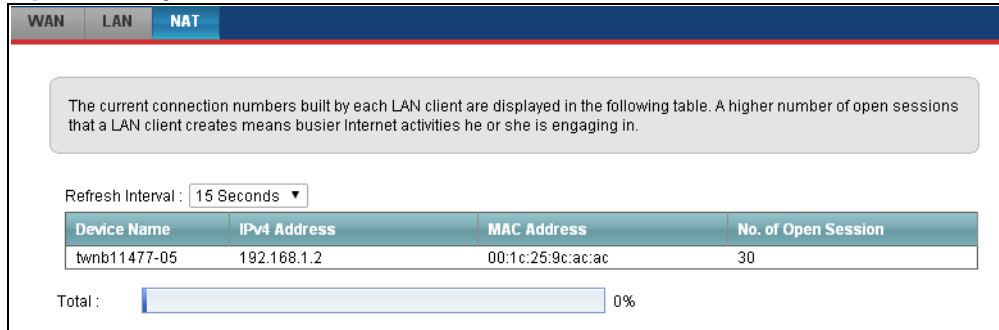 WAN LAN NAT
The current connection numbers built by each LAN client are displayed in the following table. A higher number of open sessions
that a LAN client creates means busier Internet activities he or she is engaging in.
Refresh Interval : 15 Seconds ▼
Device Name IPv4 Address MAC Address No. of Open Session
twnb11477-05 192.168.1.2 00:1c:25:9c:ac:ac 30
Total : 0%